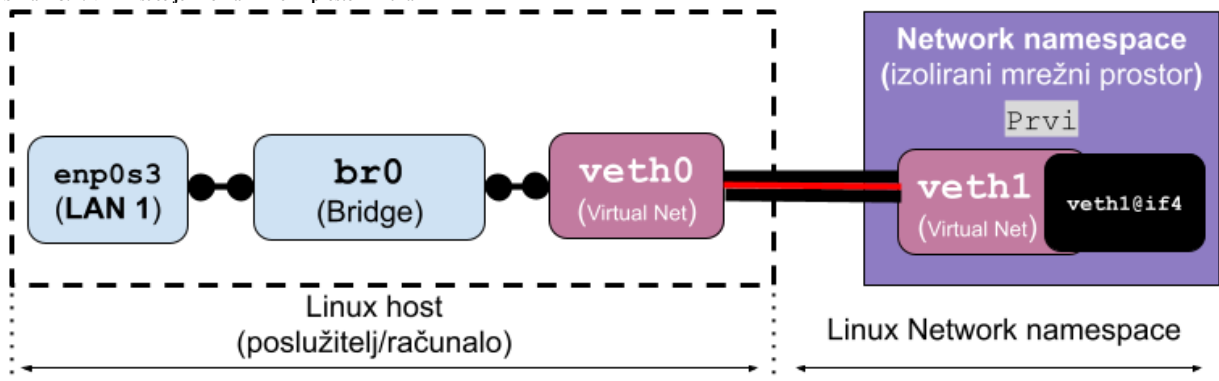 Network namespace
(izolirani mrežni prostor)
Prvi
enp0s3
(LAN 1)
br0
(Bridge)
veth0
(Virtual Net)
veth1
(Virtual Net)
veth1@if4
Linux host
(poslužitelj/računalo)
Linux Network namespace